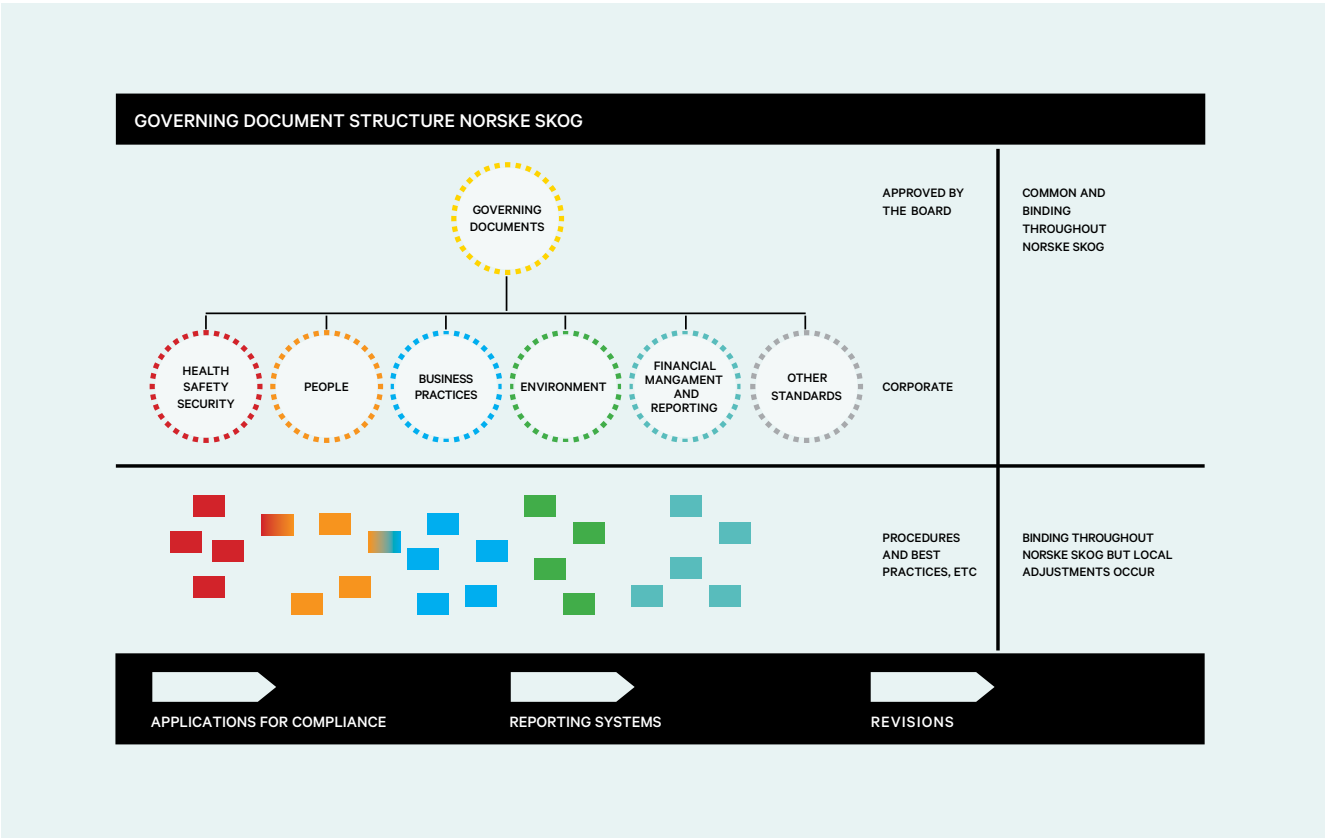 GOVERNING DOCUMENT STRUCTURE NORSKE SKOG
GOVERNING
DOCUMENTS
APPROVED BY
THE BOARD
COMMON AND
BINDING
THROUGHOUT
NORSKE SKOG
HEALTH
SAFETY
SECURITY
PEOPLE
BUSINESS
PRACTICES
ENVIRONMENT
FINANCIAL
MANGAMENT
AND
REPORTING
OTHER
STANDARDS
CORPORATE
PROCEDURES
AND BEST
PRACTICES, ETC
BINDING THROUGHOUT
NORSKE SKOG BUT LOCAL
ADJUSTMENTS OCCUR
APPLICATIONS FOR COMPLIANCE
REPORTING SYSTEMS
REVISIONS